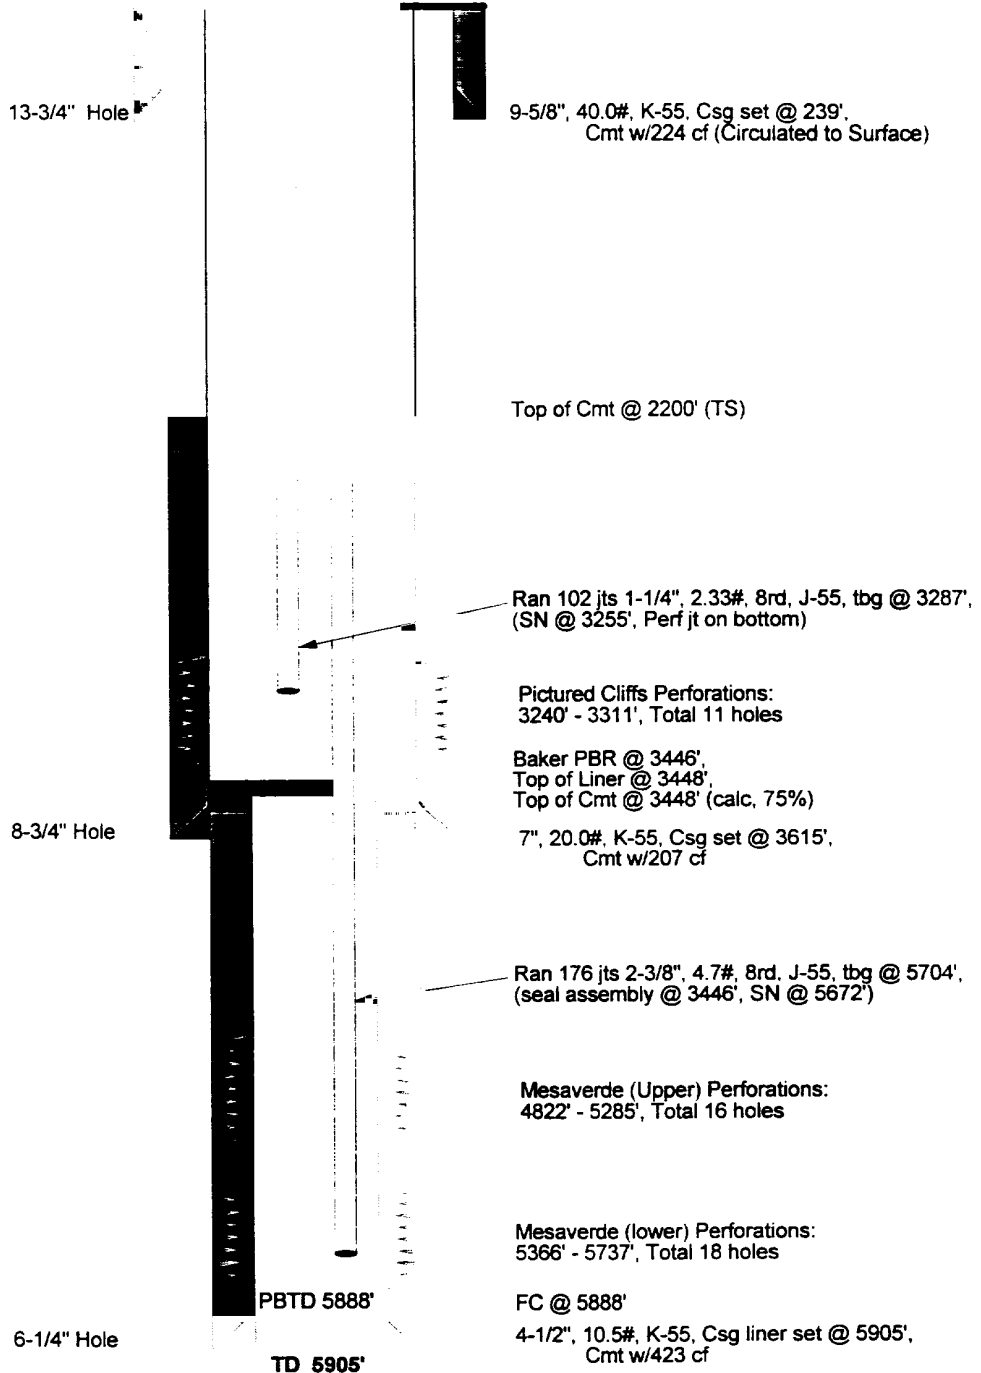 13-3/4" Hole
9-5/8", 40.0#, K-55, Csg set @ 239',
Cmt w/224 cf (Circulated to Surface)
Top of Cmt @ 2200' (TS)
Ran 102 jts 1-1/4", 2.33#, 8rd, J-55, tbg @ 3287',
(SN @ 3255', Perf jt on bottom)
Pictured Cliffs Perforations:
3240' - 3311', Total 11 holes
Baker PBR @ 3446',
Top of Liner @ 3448',
Top of Cmt @ 3448' (calc, 75%)
8-3/4" Hole
7", 20.0#, K-55, Csg set @ 3615',
Cmt w/207 cf
Ran 176 jts 2-3/8", 4.7#, 8rd, J-55, tbg @ 5704',
(seal assembly @ 3446', SN @ 5672')
Mesaverde (Upper) Perforations:
4822' - 5285', Total 16 holes
Mesaverde (lower) Perforations:
5366' - 5737', Total 18 holes
PBTD 5888'
FC @ 5888'
6-1/4" Hole
4-1/2", 10.5#, K-55, Csg liner set @ 5905',
Cmt w/423 cf
TD 5905'